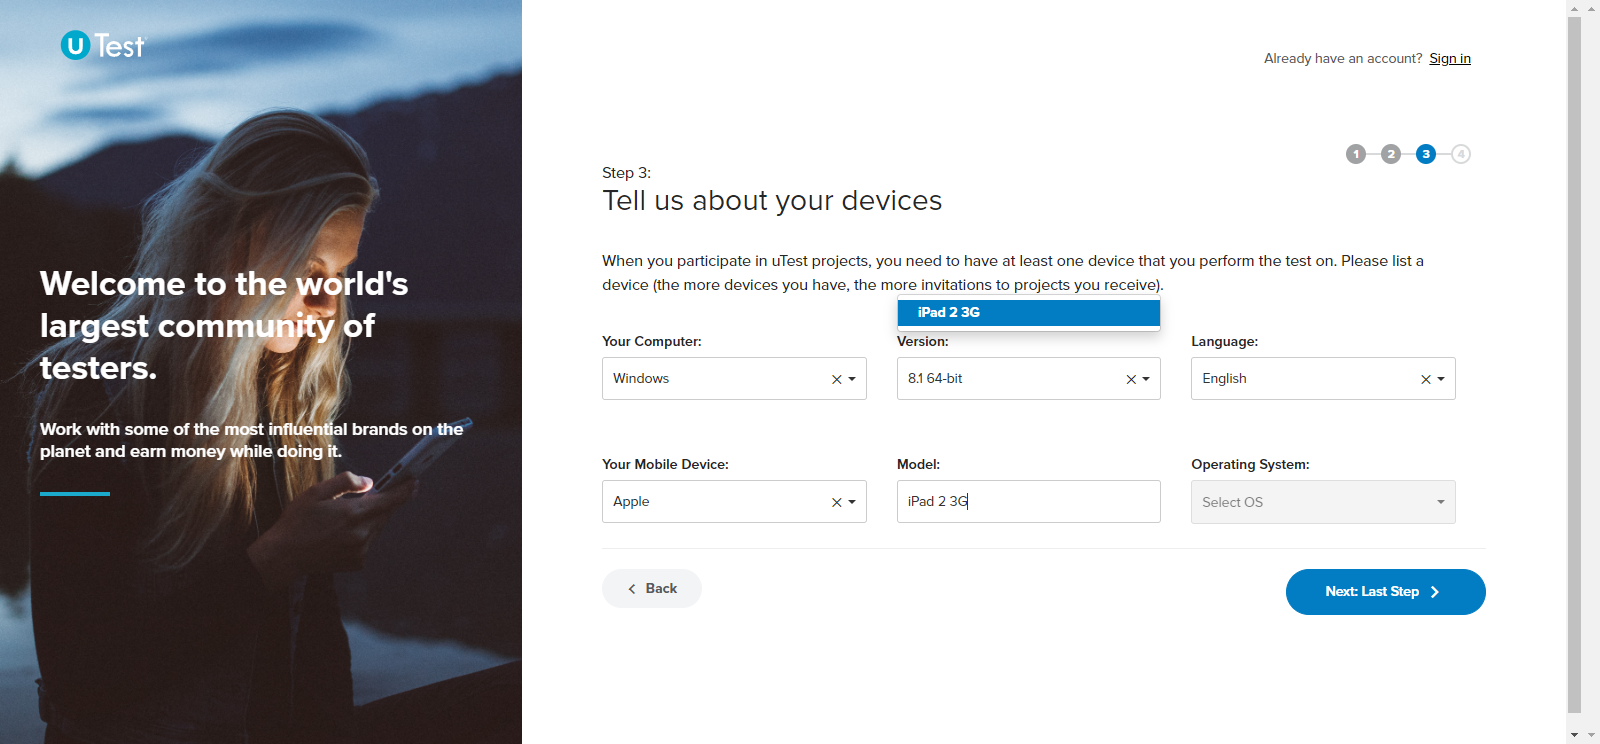 u Test
Welcome to the world's
largest community of
testers.
Work with some of the most influential brands on the
planet and earn money while doing it.
Already have an account? Sign in
1 2 3 4
Step 3:
Tell us about your devices
When you participate in uTest projects, you need to have at least one device that you perform the test on. Please list a
device (the more devices you have, the more invitations to projects you receive).
iPad 2 3G
Your Computer: Version: Language:
Windows 8.1 64-bit English
Your Mobile Device: Model: Operating System:
Apple iPad 2 3G Select OS
Back Next: Last Step